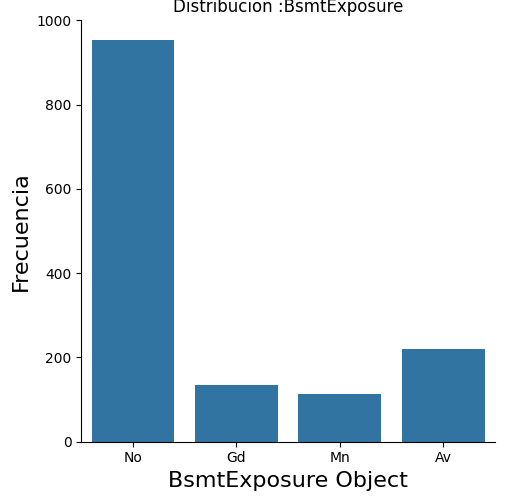 Distribucion :BsmtExposure
1000
800
600
400
200
0
Frecuencia
No Gd Mn Av
BsmtExposure Object